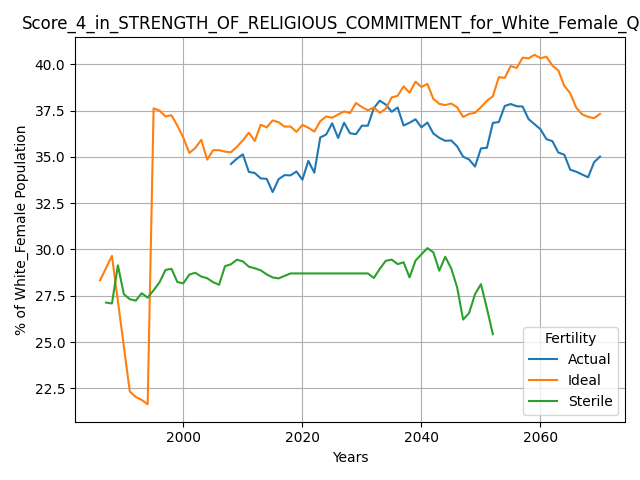 Score_4_in_STRENGTH_OF_RELIGIOUS_COMMITMENT_for_White_Female_Q
% of White_Female Population
40.0
37.5
35.0
32.5
30.0
27.5
25.0
22.5
Fertility
Actual
Ideal
Sterile
2000
2020
2040
2060
Years